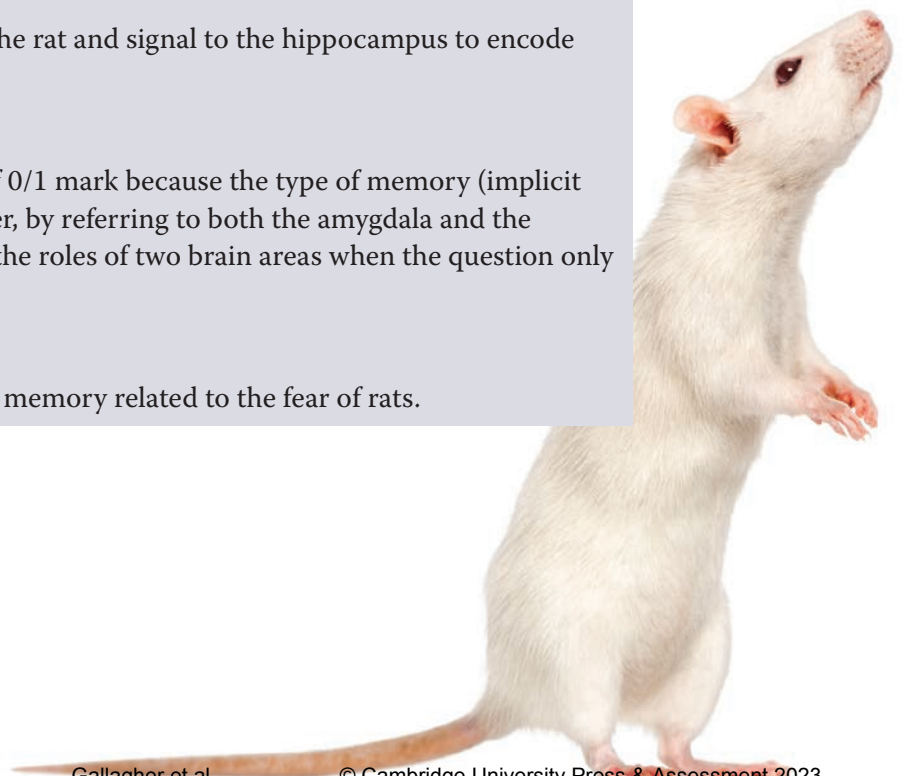 he rat and signal to the hippocampus to encode
0/1 mark because the type of memory (implicit
er, by referring to both the amygdala and the
the roles of two brain areas when the question only
memory related to the fear of rats.
Gallagher et al. © Cambridge University Press & Assessment 2023